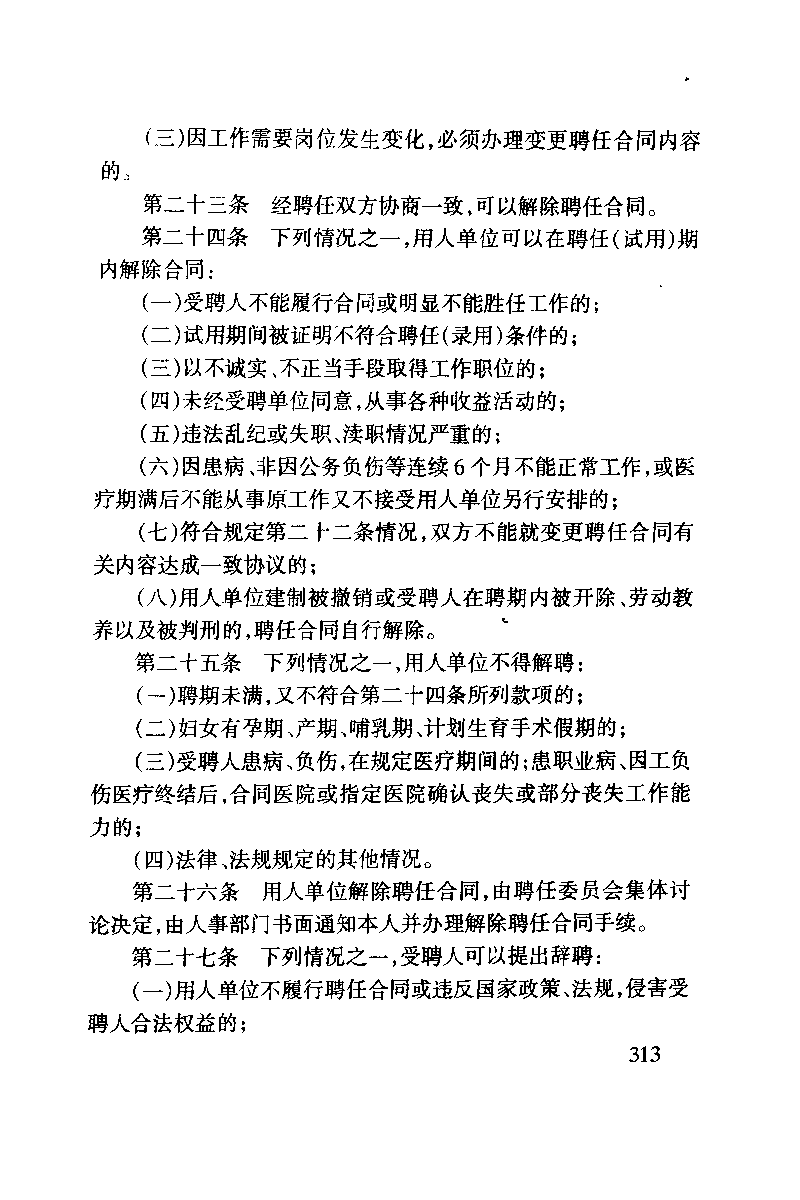 (三)因工作需要岗位发生变化,必须办理变更聘任合同内容
的。
第二十三条　经聘任双方协商一致,可以解除聘任合同。
第二十四条　下列情况之一,用人单位可以在聘任(试用)期
内解除合同:
(一)受聘人不能履行合同或明显不能胜任工作的;
(二)试用期间被证明不符合聘任(录用)条件的;
(三)以不诚实、不正当手段取得工作职位的;
(四)未经受聘单位同意,从事各种收益活动的;
(五)违法乱纪或失职、渎职情况严重的;
(六)因患病、非因公务负伤等连续6个月不能正常工作,或医
疗期满后不能从事原工作又不接受用人单位另行安排的;
(七)符合规定第二十二条情况,双方不能就变更聘任合同有
关内容达成一致协议的;
(八)用人单位建制被撤销或受聘人在聘期内被开除、劳动教
养以及被判刑的,聘任合同自行解除。
第二十五条　下列情况之一,用人单位不得解聘:
(一)聘期未满,又不符合第二十四条所列款项的;
(二)妇女有孕期、产期、哺乳期、计划生育手术假期的;
(三)受聘人患病、负伤,在规定医疗期间的;患职业病、因工负
伤医疗终结后,合同医院或指定医院确认丧失或部分丧失工作能
力的;
(四)法律、法规规定的其他情况。
第二十六条　用人单位解除聘任合同,由聘任委员会集体讨
论决定,由人事部门书面通知本人并办理解除聘任合同手续。
第二十七条　下列情况之一,受聘人可以提出辞聘:
(一)用人单位不履行聘任合同或违反国家政策、法规,侵害受
聘人合法权益的;
313